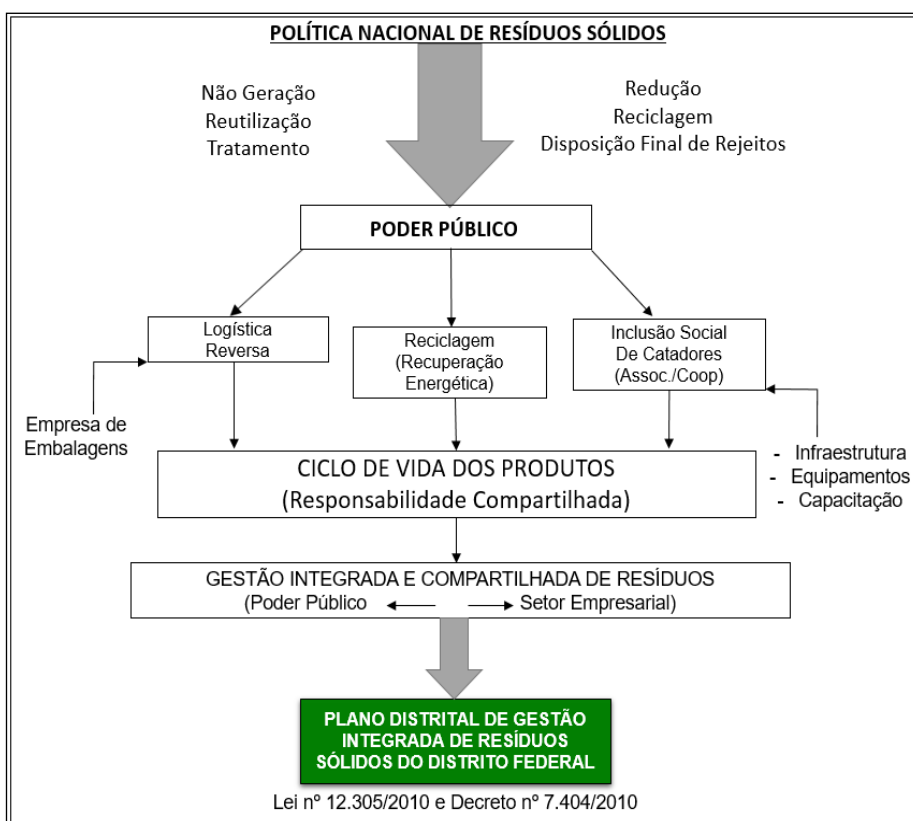 POLÍTICA NACIONAL DE RESÍDUOS SÓLIDOS
Não Geração
Reutilização
Tratamento
Redução
Reciclagem
Disposição Final de Rejeitos
PODER PÚBLICO
Logística
Reversa
Reciclagem
(Recuperação
Energética)
Inclusão Social
De Catadores
(Assoc./Coop)
Empresa de
Embalagens
- Infraestrutura
- Equipamentos
- Capacitação
CICLO DE VIDA DOS PRODUTOS
(Responsabilidade Compartilhada)
GESTÃO INTEGRADA E COMPARTILHADA DE RESÍDUOS
(Poder Público Setor Empresarial)
PLANO DISTRITAL DE GESTÃO
INTEGRADA DE RESÍDUOS
SÓLIDOS DO DISTRITO FEDERAL
Lei nº 12.305/2010 e Decreto nº 7.404/2010